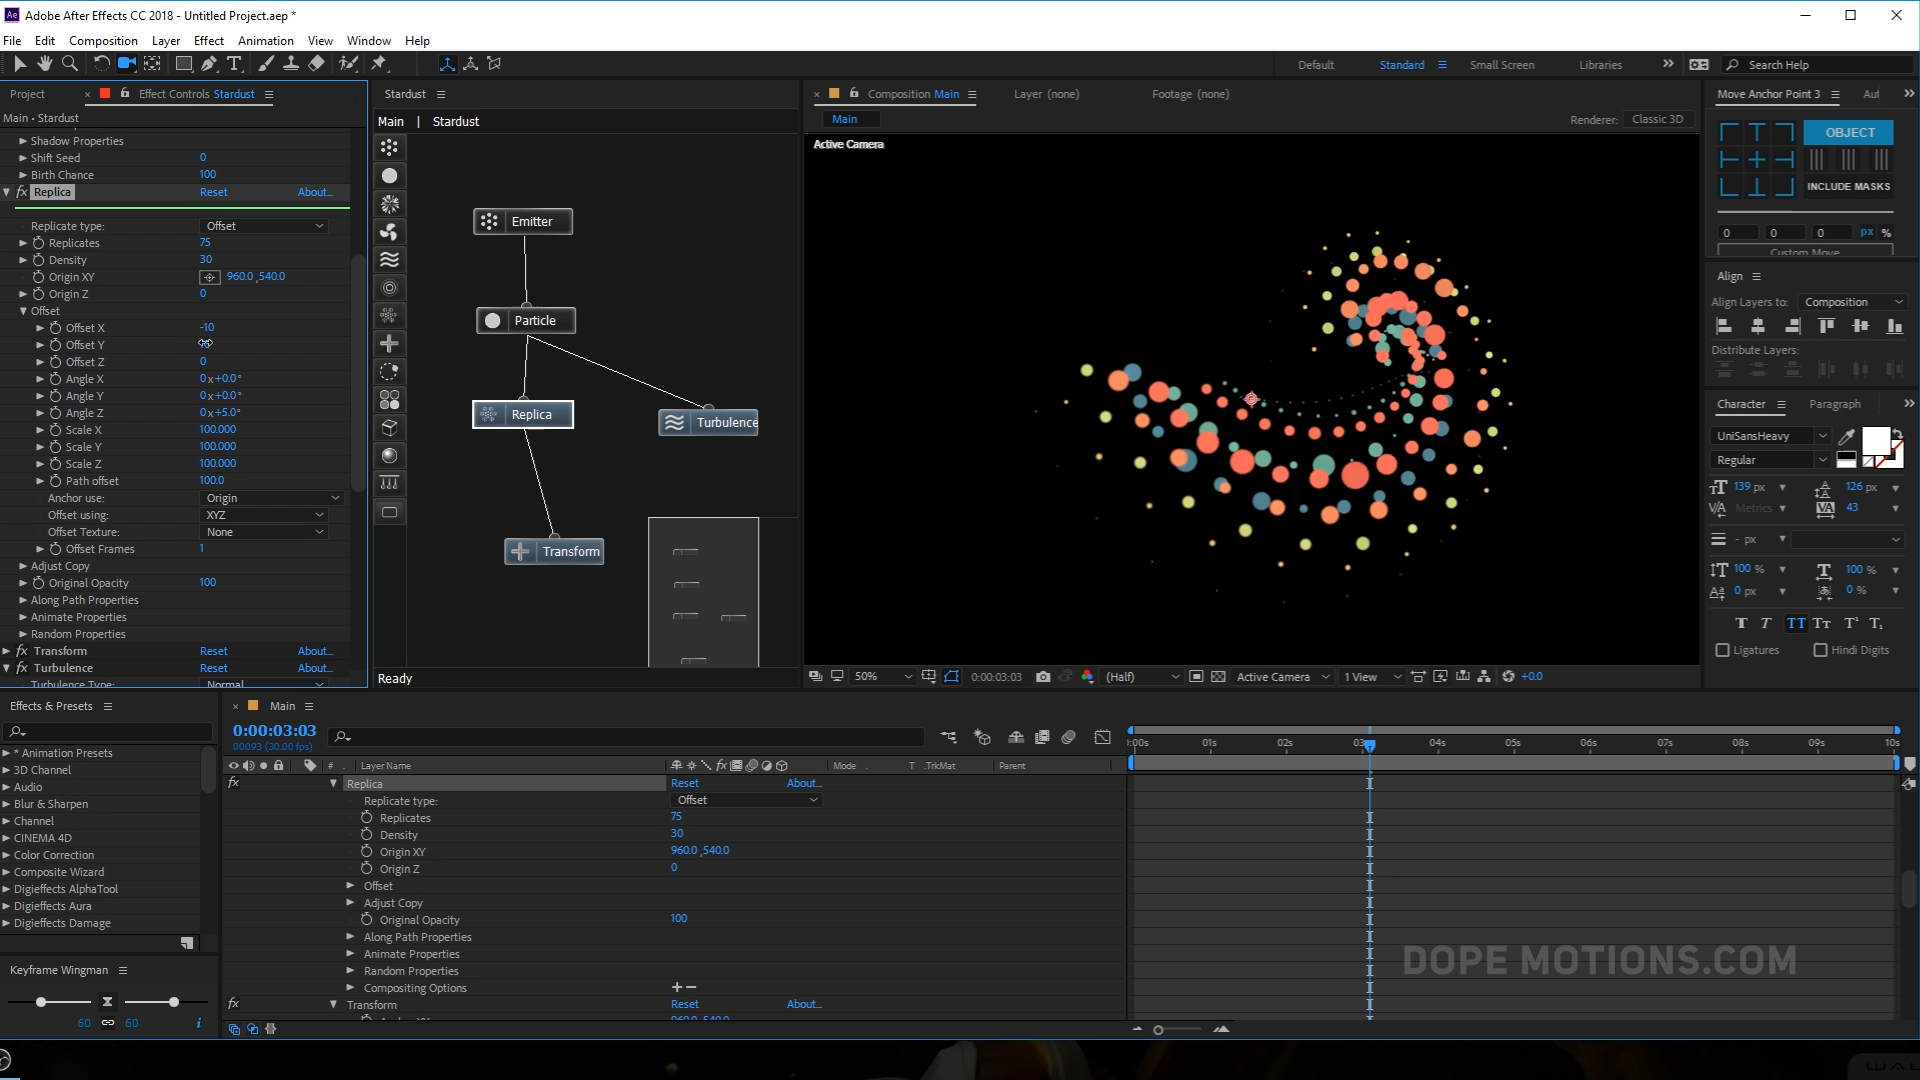 Adobe After Effects CC 2018 - Untitled Project.aep *
File Edit Composition Layer Effect Animation View Window Help
Default Standard Small Screen Libraries Search Help
Project Effect Controls Stardust
Main • Stardust
Shadow Properties
Shift Seed 0
Birth Chance 100
fx Replica Reset About...
Replicate type: Offset
Replicates 75
Density 30
Origin XY 960.0 ,540.0
Origin Z 0
Offset
Offset X -10
Offset Y
Offset Z 0
Angle X 0x+0.0°
Angle Y 0x+0.0°
Angle Z 0x+5.0°
Scale X 100.000
Scale Y 100.000
Scale Z 100.000
Path offset 100.0
Anchor use: Origin
Offset using: XYZ
Offset Texture: None
Offset Frames 1
Adjust Copy
Original Opacity 100
Along Path Properties
Animate Properties
Random Properties
fx Transform Reset About...
fx Turbulence Reset About...
Turbulence Type: Normal
Stardust
Main | Stardust
Emitter
Particle
Replica
Turbulence
Transform
Ready
Composition Main Layer (none) Footage (none)
Main Renderer: Classic 3D
Active Camera
50% 0:00:03:03 (Half) Active Camera 1 View +0.0
Move Anchor Point 3 Aut
OBJECT
INCLUDE MASKS
0 0 0 px %
Custom Move
Align
Align Layers to: Composition
Distribute Layers:
Character Paragraph
UniSansHeavy
Regular
139 px 126 px
Metrics 43
- px
100 % 100 %
0 px 0 %
T T TT Tt T¹ T₁
Ligatures Hindi Digits
Effects & Presets
* Animation Presets
3D Channel
Audio
Blur & Sharpen
Channel
CINEMA 4D
Color Correction
Composite Wizard
Digieffects AlphaTool
Digieffects Aura
Digieffects Damage
Keyframe Wingman
60 60 i
Main
0:00:03:03
00093 (30.00 fps)
# Layer Name Mode T .TrkMat Parent
:00s 01s 02s 03s 04s 05s 06s 07s 08s 09s 10s
fx Replica Reset About...
Replicate type: Offset
Replicates 75
Density 30
Origin XY 960.0 ,540.0
Origin Z 0
Offset
Adjust Copy
Original Opacity 100
Along Path Properties
Animate Properties
Random Properties
Compositing Options + -
fx Transform Reset About...
DOPE MOTIONS.COM